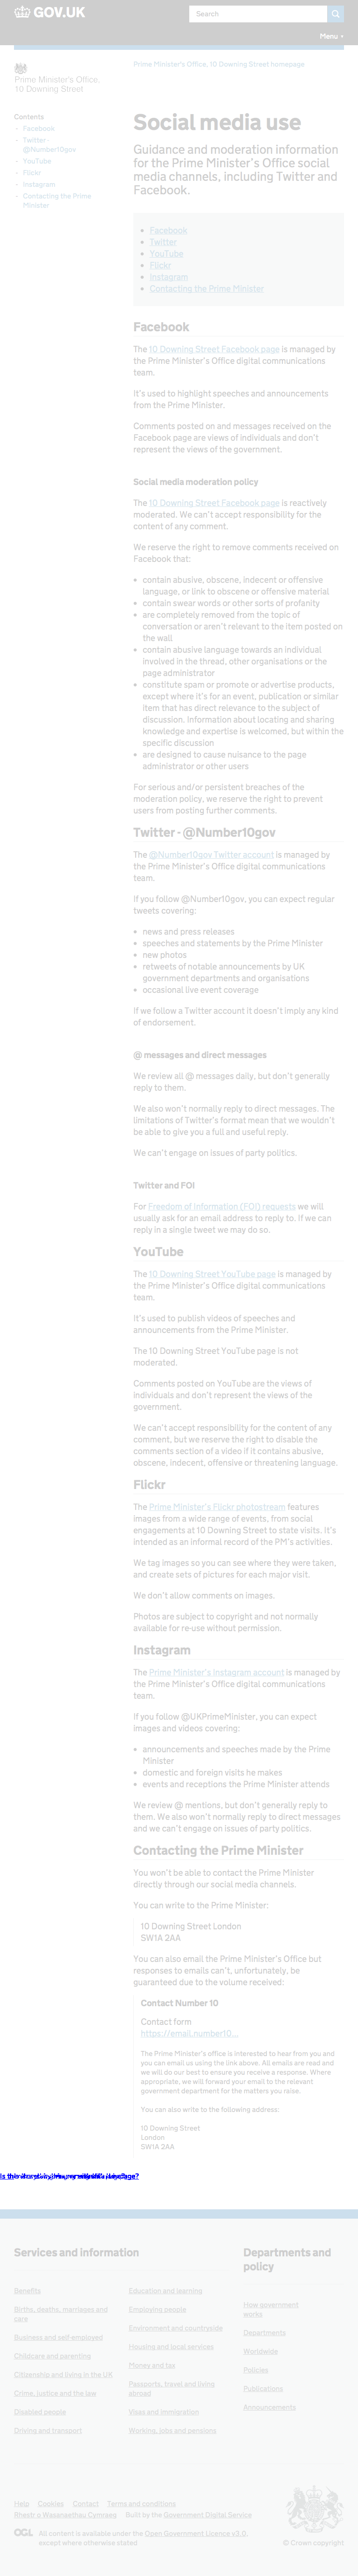 GOV.UK
Search
Menu
Prime Minister's Office,
10 Downing Street
Prime Minister's Office, 10 Downing Street homepage
Contents
Facebook
Twitter -
@Number10gov
YouTube
Flickr
Instagram
Contacting the Prime
Minister
Social media use
Guidance and moderation information
for the Prime Minister's Office social
media channels, including Twitter and
Facebook.
Facebook
Twitter
YouTube
Flickr
Instagram
Contacting the Prime Minister
Facebook
The 10 Downing Street Facebook page is managed by
the Prime Minister's Office digital communications
team.
It's used to highlight speeches and announcements
from the Prime Minister.
Comments posted on and messages received on the
Facebook page are views of individuals and don't
represent the views of the government.
Social media moderation policy
The 10 Downing Street Facebook page is reactively
moderated. We can't accept responsibility for the
content of any comment.
We reserve the right to remove comments received on
Facebook that:
contain abusive, obscene, indecent or offensive
language, or link to obscene or offensive material
contain swear words or other sorts of profanity
are completely removed from the topic of
conversation or aren't relevant to the item posted on
the wall
contain abusive language towards an individual
involved in the thread, other organisations or the
page administrator
constitute spam or promote or advertise products,
except where it's for an event, publication or similar
item that has direct relevance to the subject of
discussion. Information about locating and sharing
knowledge and expertise is welcomed, but within the
specific discussion
are designed to cause nuisance to the page
administrator or other users
For serious and/or persistent breaches of the
moderation policy, we reserve the right to prevent
users from posting further comments.
Twitter - @Number10gov
The @Number10gov Twitter account is managed by
the Prime Minister's Office digital communications
team.
If you follow @Number10gov, you can expect regular
tweets covering:
news and press releases
speeches and statements by the Prime Minister
new photos
retweets of notable announcements by UK
government departments and organisations
occasional live event coverage
If we follow a Twitter account it doesn't imply any kind
of endorsement.
@ messages and direct messages
We review all @ messages daily, but don't generally
reply to them.
We also won't normally reply to direct messages. The
limitations of Twitter's format mean that we wouldn't
be able to give you a full and useful reply.
We can't engage on issues of party politics.
Twitter and FOI
For Freedom of Information (FOI) requests we will
usually ask for an email address to reply to. If we can
reply in a single tweet we may do so.
YouTube
The 10 Downing Street YouTube page is managed by
the Prime Minister's Office digital communications
team.
It's used to publish videos of speeches and
announcements from the Prime Minister.
The 10 Downing Street YouTube page is not
moderated.
Comments posted on YouTube are the views of
individuals and don't represent the views of the
government.
We can't accept responsibility for the content of any
comment, but we reserve the right to disable the
comments section of a video if it contains abusive,
obscene, indecent, offensive or threatening language.
Flickr
The Prime Minister's Flickr photostream features
images from a wide range of events, from social
engagements at 10 Downing Street to state visits. It's
intended as an informal record of the PM's activities.
We tag images so you can see where they were taken,
and create sets of pictures for each major visit.
We don't allow comments on images.
Photos are subject to copyright and not normally
available for re-use without permission.
Instagram
The Prime Minister's Instagram account is managed by
the Prime Minister's Office digital communications
team.
If you follow @UKPrimeMinister, you can expect
images and videos covering:
announcements and speeches made by the Prime
Minister
domestic and foreign visits he makes
events and receptions the Prime Miniater attends
We review @ mentions, but don't generally reply to
them. We also won't normally reply to direct messages
and we can't engage on issues of party politics.
Contacting the Prime Minister
You won't be able to contact the Prime Minister
directly through our social media channels.
You can write to the Prime Minister:
10 Downing Street London
SW1A 2AA
You can also email the Prime Minister's Office but
responses to emails can't, unfortunately, be
guaranteed due to the volume received:
Contact Number 10
Contact form
https://email.number10...
The Prime Minister's office is interested to hear from you and
you can email us using the link above. All emails are read and
we will do our best to ensure you receive a response. Where
appropriate, we will forward your email to the relevant
government department for the matters you raise.
You can also write to the following address:
10 Downing Street
London
SW1A 2AA
Services and information
Benefits
Births, deaths, marriages and
care
Business and self-employed
Childcare and parenting
Citizenship and living in the UK
Crime, justice and the law
Disabled people
Driving and transport
Education and learning
Employing people
Environment and countryside
Housing and local services
Money and tax
Passports, travel and living
abroad
Visas and immigration
Working, jobs and pensions
Departments and
policy
How government
works
Departments
Worldwide
Policies
Publications
Announcements
Help Cookies Contact Terms and conditions
Rhestr o Wasanaethau Cymraeg Built by the Government Digital Service
OGL All content is available under the Open Government Licence v3.0,
except where otherwise stated
© Crown copyright